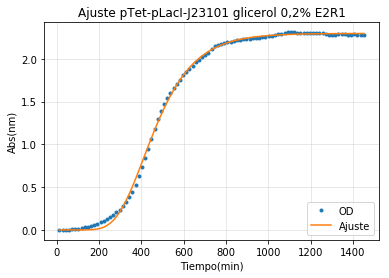 Ajuste pTet-pLacI-J23101 glicerol 0,2% E2R1
2.0
1.5
1.0
0.5
0.0
Abs(nm)
OD
Ajuste
0 200 400 600 800 1000 1200 1400
Tiempo(min)